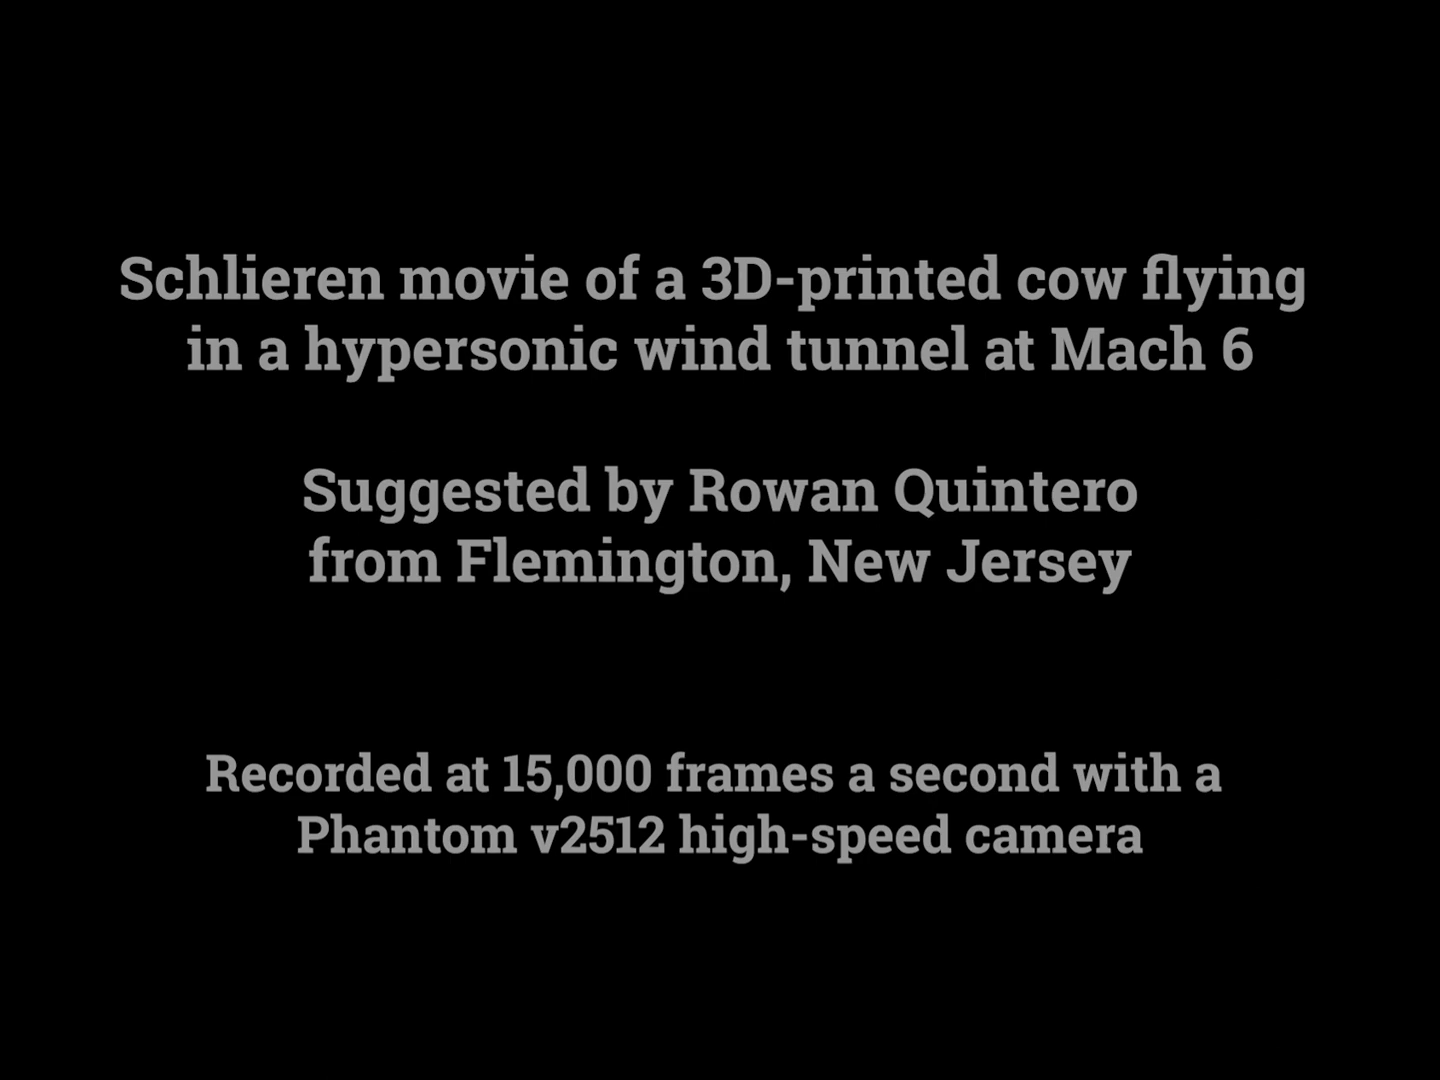 Schlieren movie of a 3D-printed cow flying
in a hypersonic wind tunnel at Mach 6
Suggested by Rowan Quintero
from Flemington, New Jersey
Recorded at 15,000 frames a second with a
Phantom v2512 high-speed camera